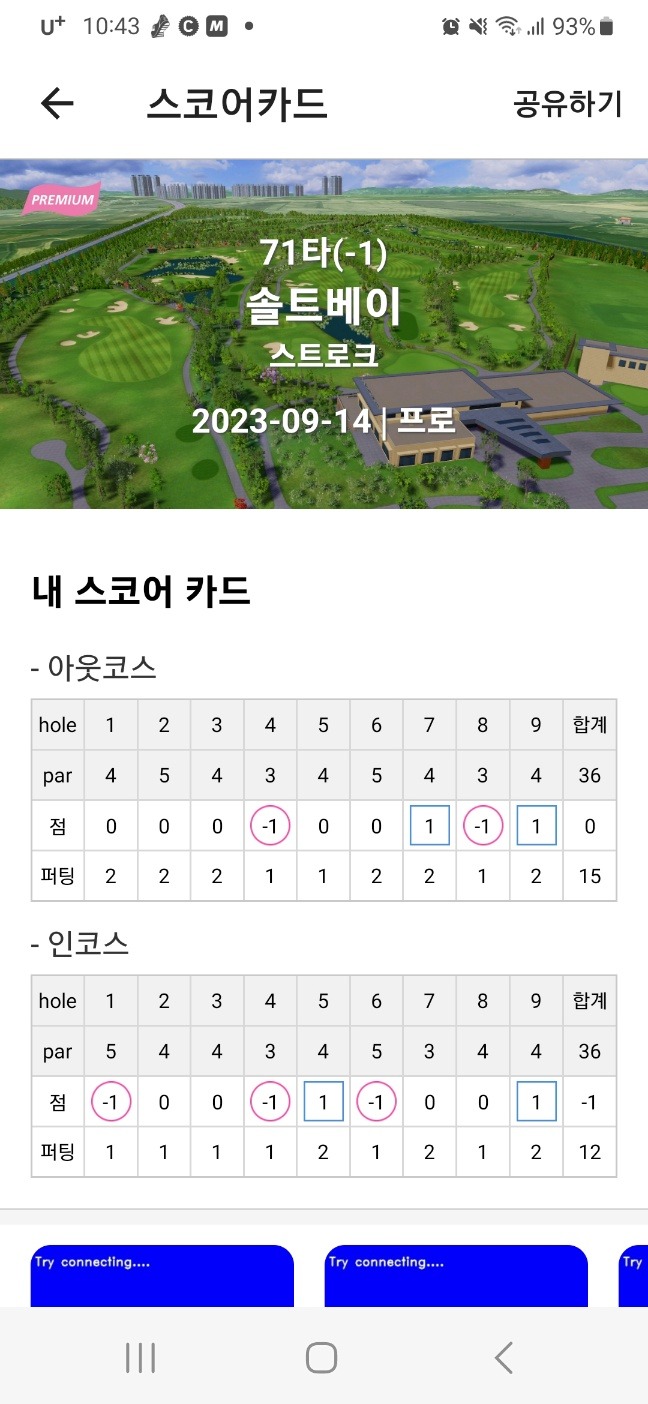 U+ 10:43 C M 93%
스코어카드 공유하기
PREMIUM
71타(-1)
솔트베이
스트로크
2023-09-14 | 프로
내 스코어 카드
- 아웃코스
hole 1 2 3 4 5 6 7 8 9 합계
par 4 5 4 3 4 5 4 3 4 36
점 0 0 0 -1 0 0 1 -1 1 0
퍼팅 2 2 2 1 1 2 2 1 2 15
- 인코스
hole 1 2 3 4 5 6 7 8 9 합계
par 5 4 4 3 4 5 3 4 4 36
점 -1 0 0 -1 1 -1 0 0 1 -1
퍼팅 1 1 1 1 2 1 2 1 2 12
Try connecting.... Try connecting.... Try